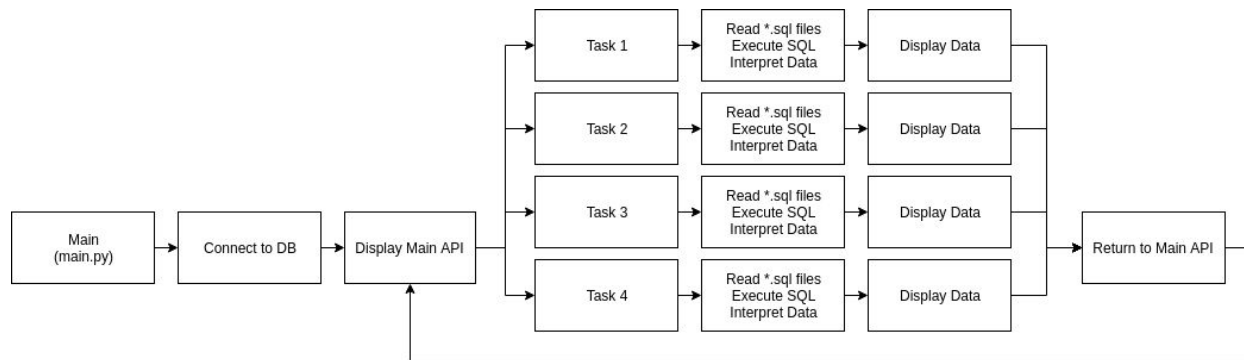 Main
(main.py)
Connect to DB
Display Main API
Task 1
Read *.sql files
Execute SQL
Interpret Data
Display Data
Task 2
Read *.sql files
Execute SQL
Interpret Data
Display Data
Task 3
Read *.sql files
Execute SQL
Interpret Data
Display Data
Task 4
Read *.sql files
Execute SQL
Interpret Data
Display Data
Return to Main API